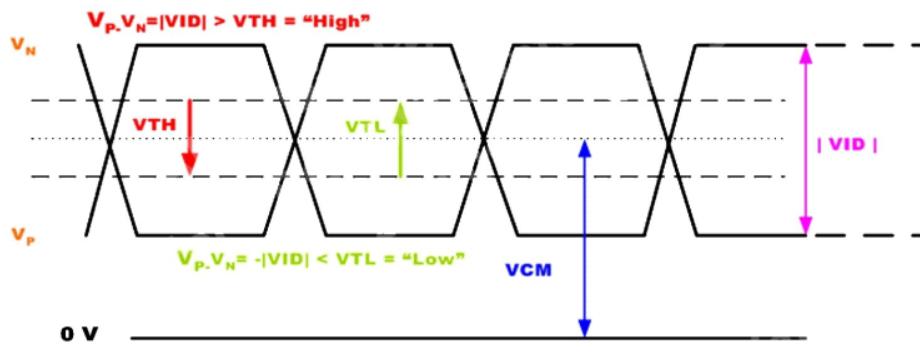 VP-VN=|VID| > VTH = “High”
VN
VTH
VTL
| VID |
VP
VP-VN= -|VID| < VTL = “Low”
VCM
0 V